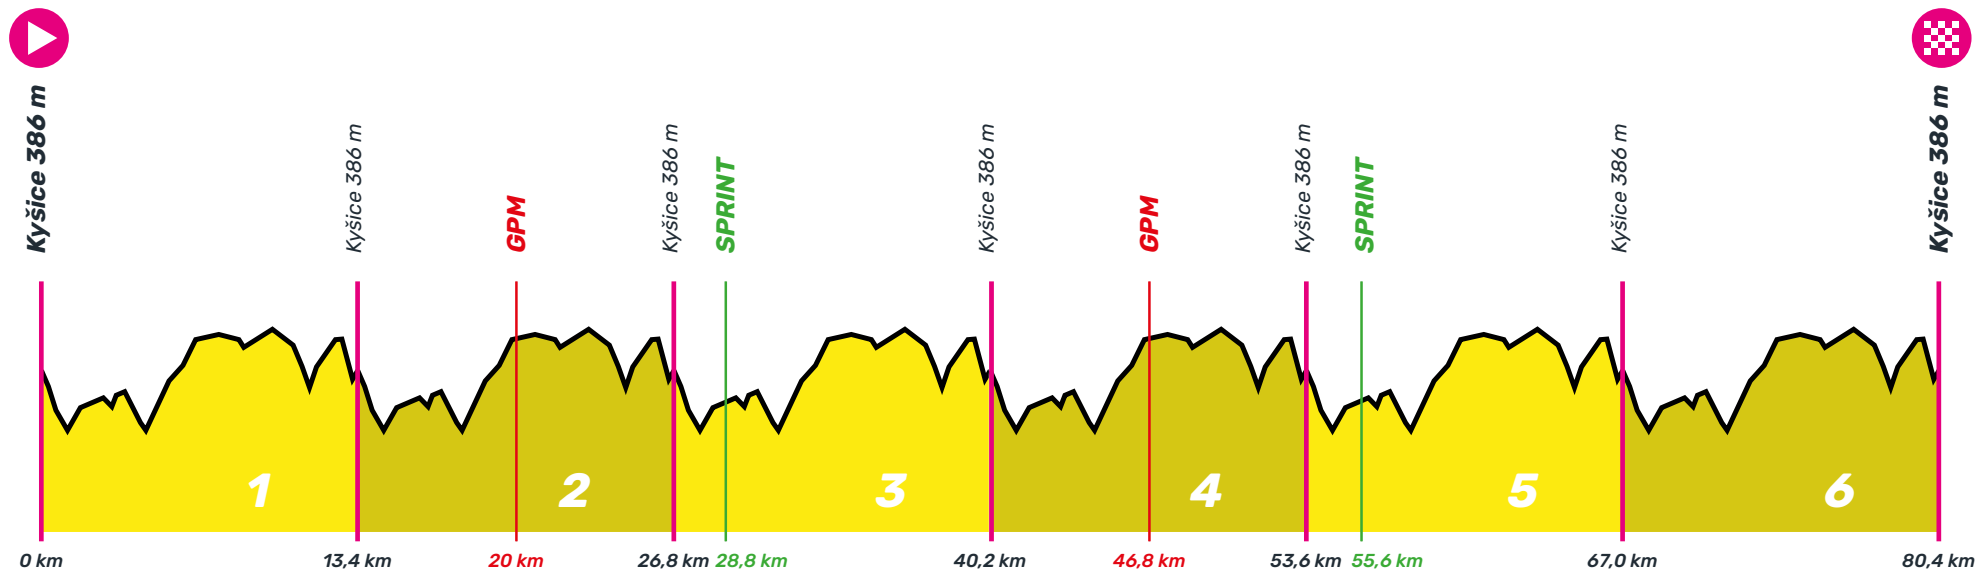 Kyšice 386 m
Kyšice 386 m
GPM
Kyšice 386 m
SPRINT
Kyšice 386 m
GPM
Kyšice 386 m
SPRINT
Kyšice 386 m
Kyšice 386 m
1
2
3
4
5
6
0 km
13,4 km
20 km
26,8 km
28,8 km
40,2 km
46,8 km
53,6 km
55,6 km
67,0 km
80,4 km